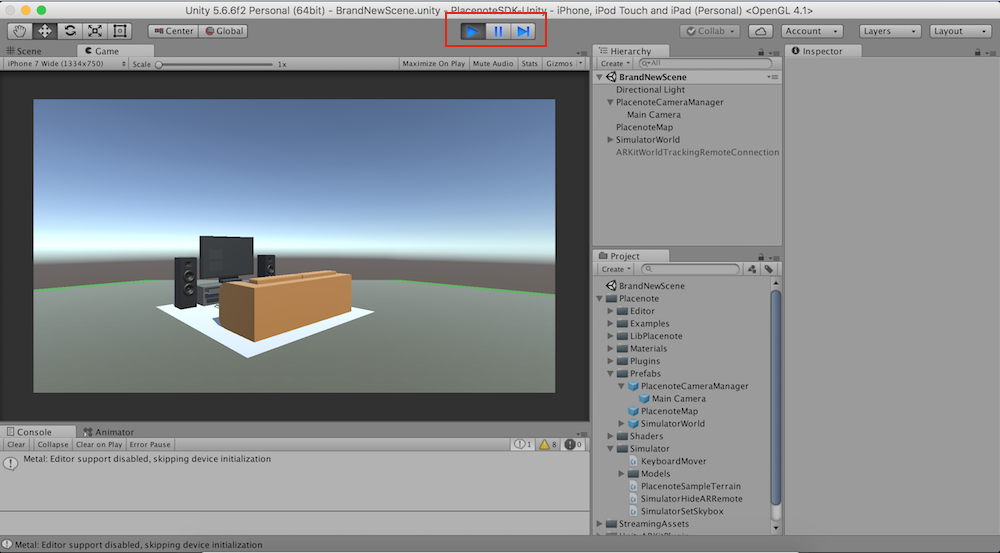 Unity 5.6.6f2 Personal (64bit) - BrandNewScene.unity - PlacenoteSDK-Unity - iPhone, iPod Touch and iPad (Personal) <OpenGL 4.1>
Center Global Collab Account Layers Layout
Scene Game
iPhone 7 Wide (1334x750) Scale 1x Maximize On Play Mute Audio Stats Gizmos
Hierarchy
Create All
BrandNewScene
Directional Light
PlacenoteCameraManager
Main Camera
PlacenoteMap
SimulatorWorld
ARKitWorldTrackingRemoteConnection
Inspector
Project
Create
BrandNewScene
Placenote
Editor
Examples
LibPlacenote
Materials
Plugins
Prefabs
PlacenoteCameraManager
Main Camera
PlacenoteMap
SimulatorWorld
Shaders
Simulator
KeyboardMover
Models
PlacenoteSampleTerrain
SimulatorHideARRemote
SimulatorSetSkybox
StreamingAssets
Console Animator
Clear Collapse Clear on Play Error Pause 1 8 0
Metal: Editor support disabled, skipping device initialization
Metal: Editor support disabled, skipping device initialization